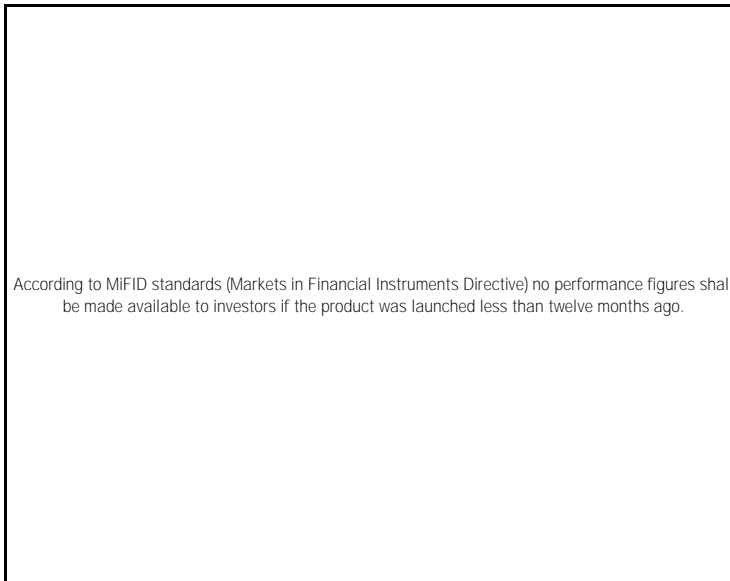 According to MiFID standards (Markets in Financial Instruments Directive) no performance figures shal
be made available to investors if the product was launched less than twelve months ago.